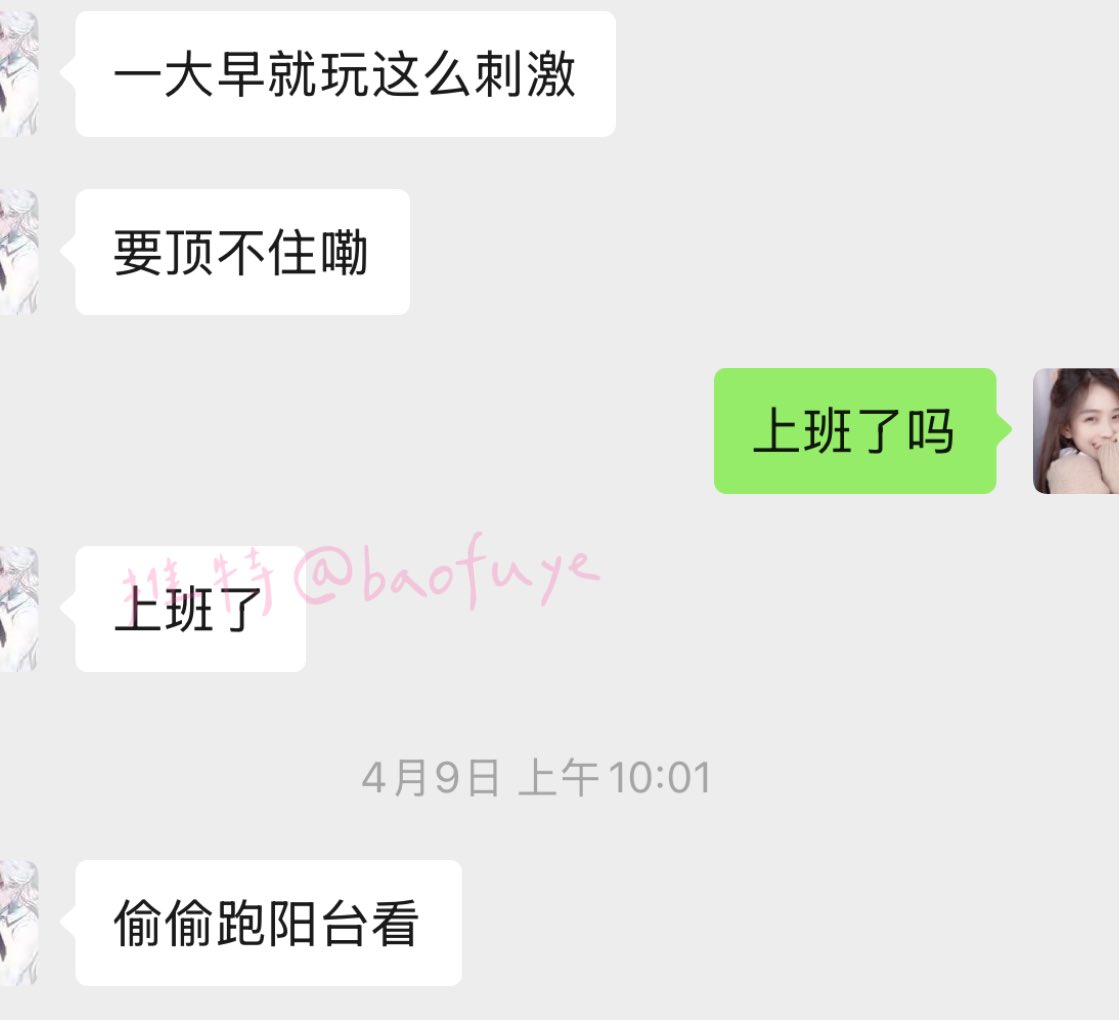 一大早就玩这么刺激
要顶不住嘞
上班了吗
推特@baofuye
上班了
4月9日 上午10:01
偷偷跑阳台看